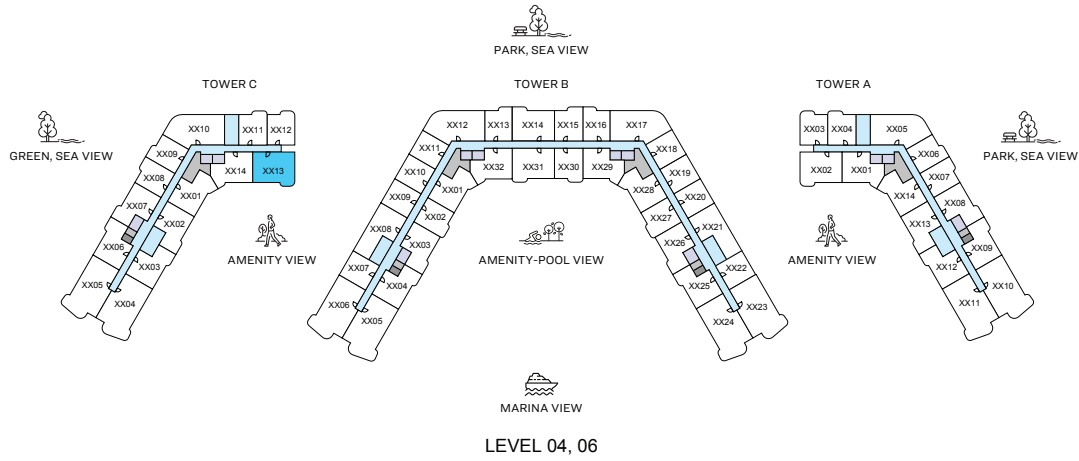 PARK, SEA VIEW
TOWER C
TOWER B
TOWER A
GREEN, SEA VIEW
PARK, SEA VIEW
XX10
XX11
XX12
XX09
XX08
XX07
XX06
XX05
XX04
XX03
XX02
XX01
XX14
XX13
XX12
XX13
XX14
XX15
XX16
XX17
XX11
XX10
XX09
XX08
XX07
XX06
XX05
XX04
XX03
XX02
XX01
XX32
XX31
XX30
XX29
XX28
XX27
XX26
XX25
XX24
XX23
XX22
XX21
XX20
XX19
XX18
XX03
XX04
XX05
XX02
XX01
XX06
XX07
XX08
XX09
XX10
XX11
XX12
XX13
XX14
AMENITY VIEW
AMENITY-POOL VIEW
AMENITY VIEW
MARINA VIEW
LEVEL 04, 06